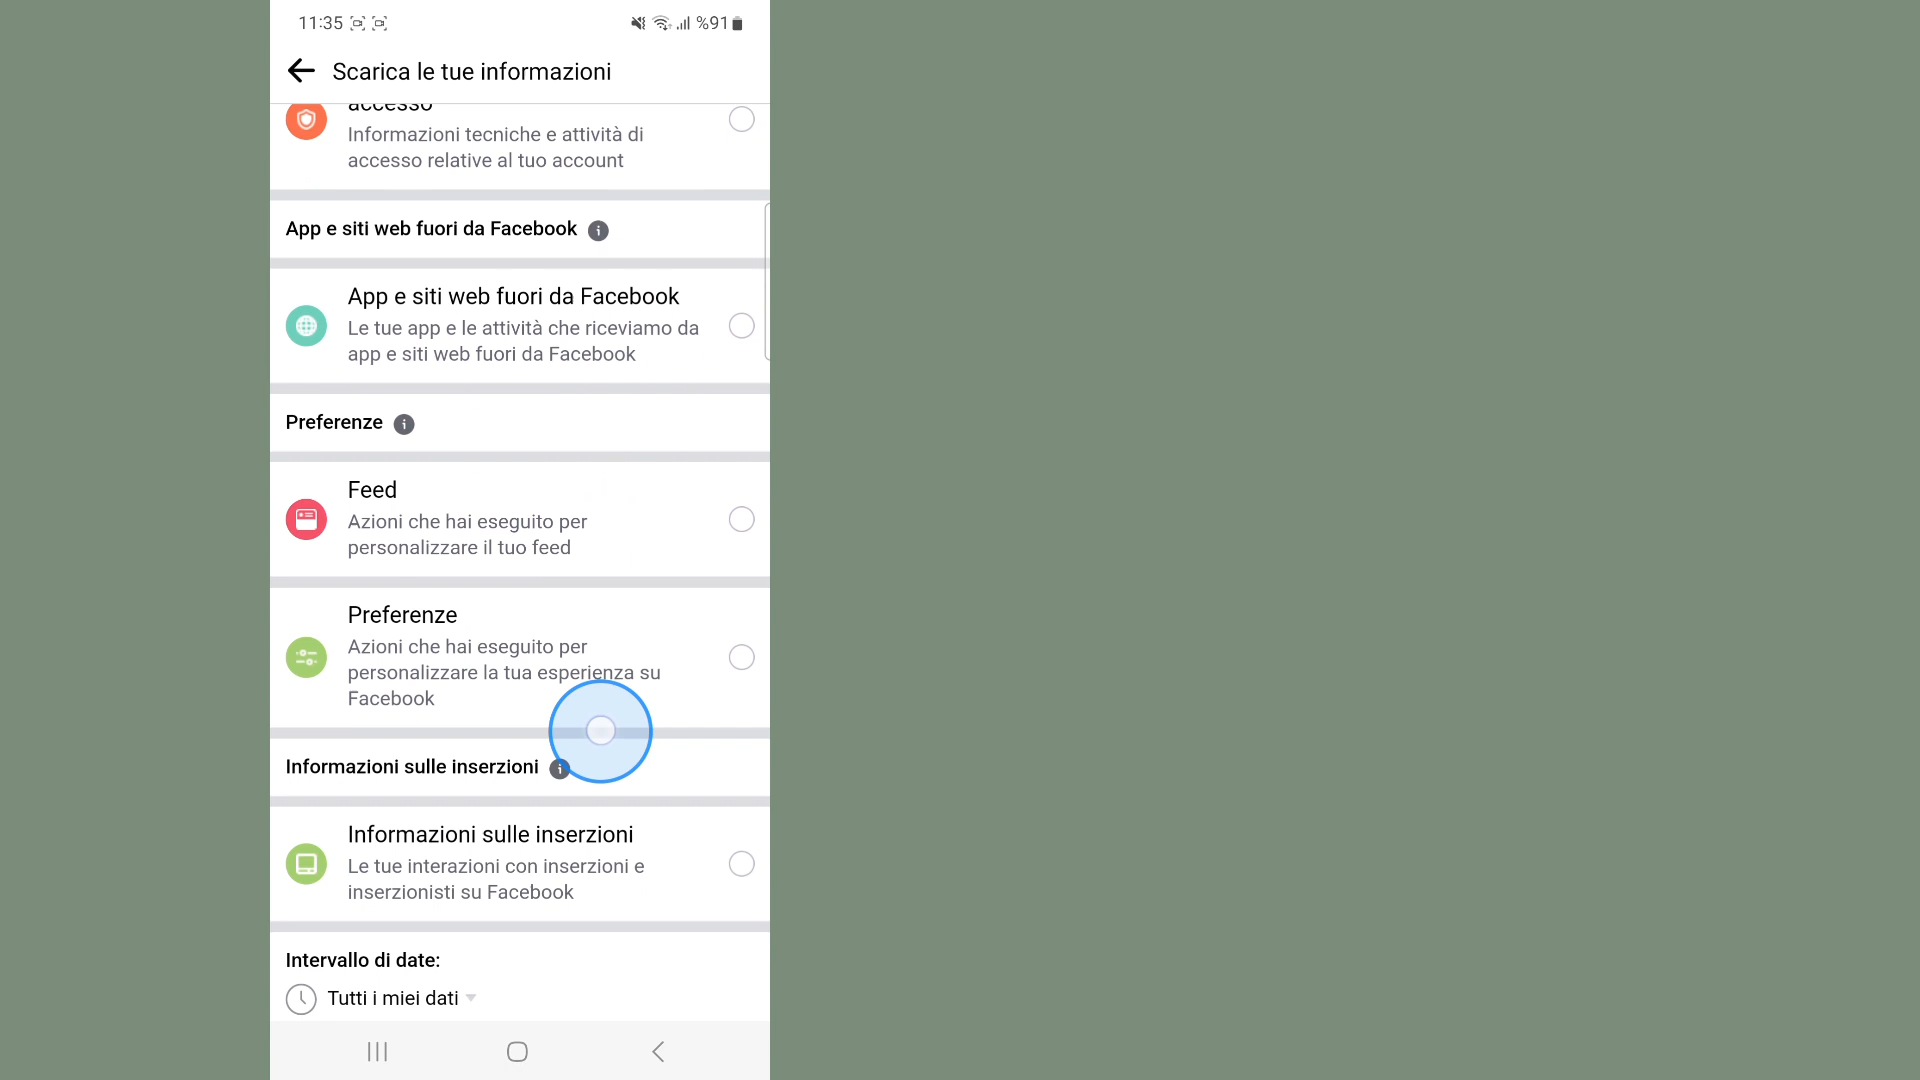 11:35
%91
Scarica le tue informazioni
accesso
Informazioni tecniche e attività di
accesso relative al tuo account
App e siti web fuori da Facebook
App e siti web fuori da Facebook
Le tue app e le attività che riceviamo da
app e siti web fuori da Facebook
Preferenze
Feed
Azioni che hai eseguito per
personalizzare il tuo feed
Preferenze
Azioni che hai eseguito per
personalizzare la tua esperienza su
Facebook
Informazioni sulle inserzioni
Informazioni sulle inserzioni
Le tue interazioni con inserzioni e
inserzionisti su Facebook
Intervallo di date:
Tutti i miei dati